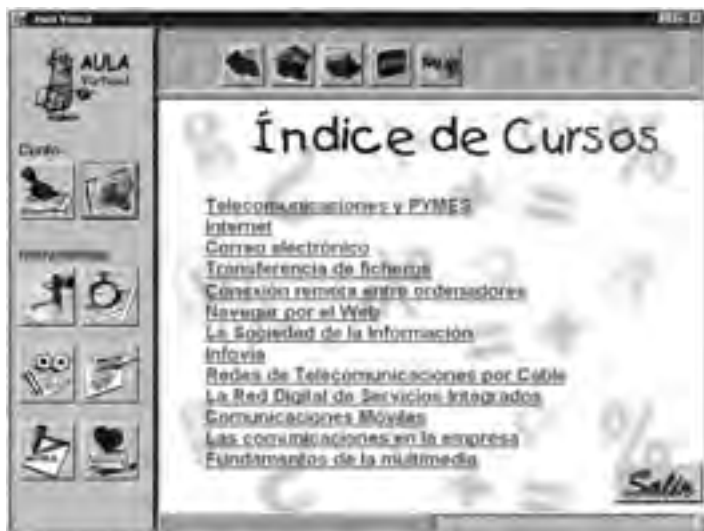 Aula Virtual
AULA
Virtual
Índice de Cursos
Telecomunicaciones y PYMES
Internet
Correo electrónico
Transferencia de ficheros
Conexión remota entre ordenadores
Navegar por el Web
La Sociedad de la Información
Infovía
Redes de Telecomunicaciones por Cable
La Red Digital de Servicios Integrados
Comunicaciones Móviles
Las comunicaciones en la empresa
Fundamentos de la multimedia
Salir